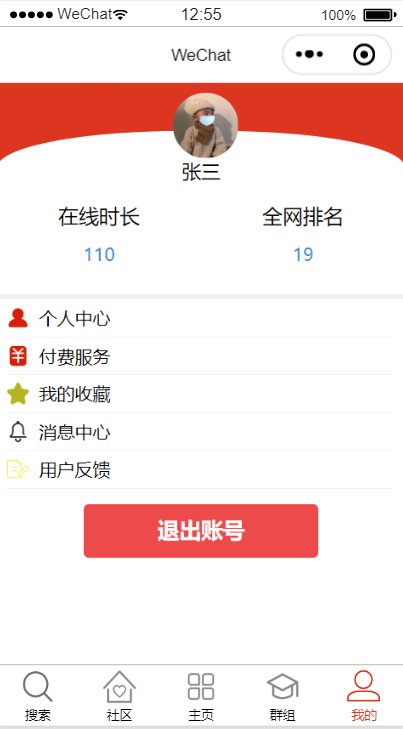 WeChat 12:55 100%
WeChat
张三
在线时长 全网排名
110 19
个人中心
付费服务
我的收藏
消息中心
用户反馈
退出账号
搜索 社区 主页 群组 我的